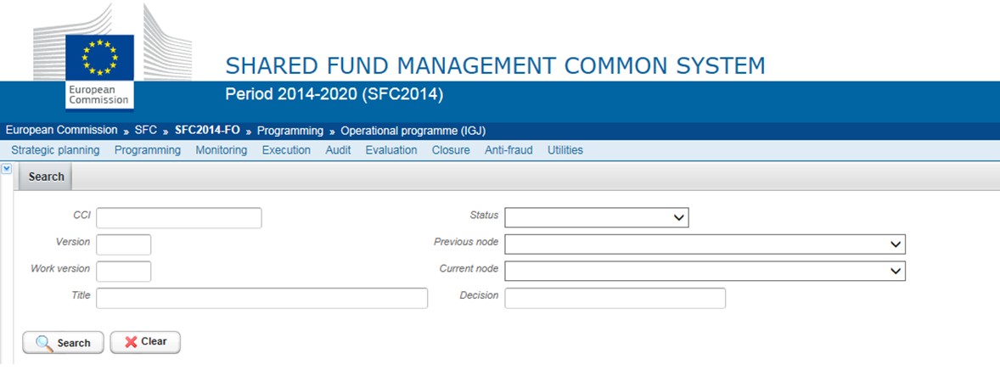 European
Commission
SHARED FUND MANAGEMENT COMMON SYSTEM
Period 2014-2020 (SFC2014)
European Commission » SFC » SFC2014-FO » Programming » Operational programme (IGJ)
Strategic planning Programming Monitoring Execution Audit Evaluation Closure Anti-fraud Utilities
Search
CCI Status
Version Previous node
Work version Current node
Title Decision
Search Clear